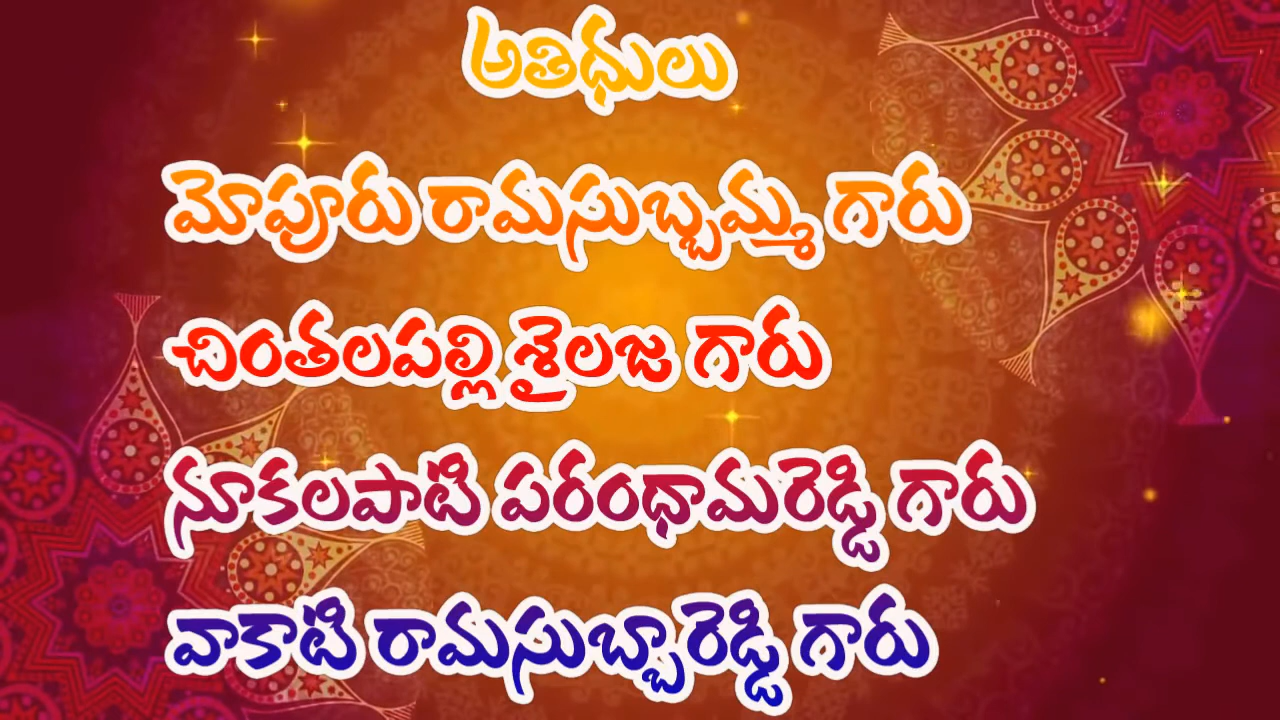 అతిధులు
మోపూరు రామసుబ్బమ్మ గారు
చింతలపల్లి శైలజ గారు
నూకలపాటి పరంధామరెడ్డి గారు
వాకాటి రామసుబ్బారెడ్డి గారు